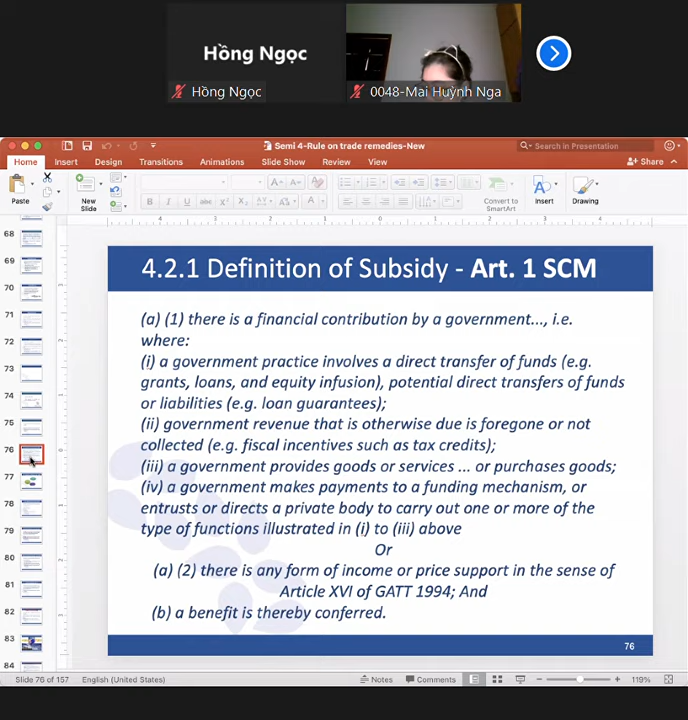 Hồng Ngọc
Hồng Ngọc
0048-Mai Huỳnh Nga
Semi 4-Rule on trade remedies-New
Search in Presentation
Home Insert Design Transitions Animations Slide Show Review View
Share
Paste
New
Slide
Convert to
SmartArt
Insert
Drawing
68
69
70
71
72
73
74
75
76
77
78
79
80
81
82
83
84
4.2.1 Definition of Subsidy - Art. 1 SCM
(a) (1) there is a financial contribution by a government..., i.e.
where:
(i) a government practice involves a direct transfer of funds (e.g.
grants, loans, and equity infusion), potential direct transfers of funds
or liabilities (e.g. loan guarantees);
(ii) government revenue that is otherwise due is foregone or not
collected (e.g. fiscal incentives such as tax credits);
(iii) a government provides goods or services ... or purchases goods;
(iv) a government makes payments to a funding mechanism, or
entrusts or directs a private body to carry out one or more of the
type of functions illustrated in (i) to (iii) above
Or
(a) (2) there is any form of income or price support in the sense of
Article XVI of GATT 1994; And
(b) a benefit is thereby conferred.
76
Slide 76 of 157 English (United States)
Notes Comments
119%